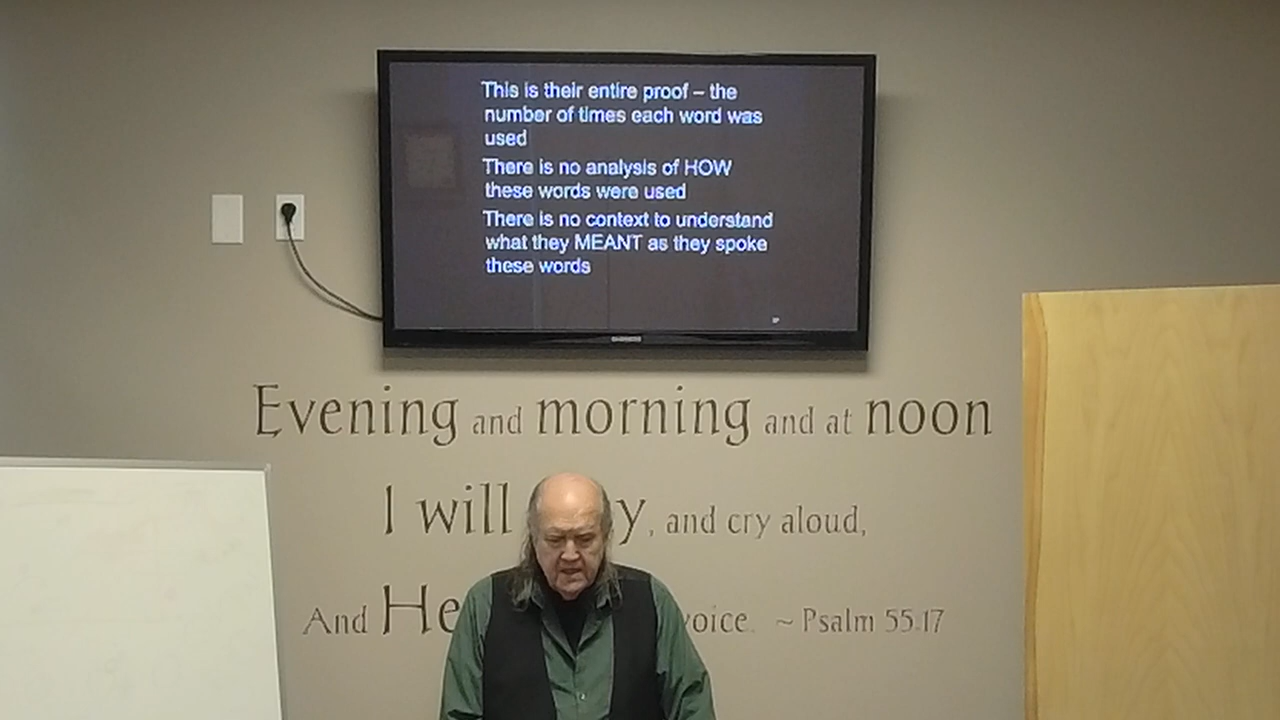 This is their entire proof – the
number of times each word was
used
There is no analysis of HOW
these words were used
There is no context to understand
what they MEANT as they spoke
these words
Evening and morning and at noon
I will , and cry aloud,
And He voice. ~ Psalm 55:17